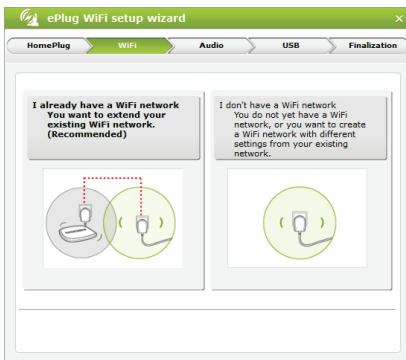 ePlug WiFi setup wizard
HomePlug
WiFi
Audio
USB
Finalization
I already have a WiFi network
You want to extend your
existing WiFi network.
(Recommended)
I don't have a WiFi network
You do not yet have a WiFi
network, or you want to create
a WiFi network with different
settings from your existing
network.